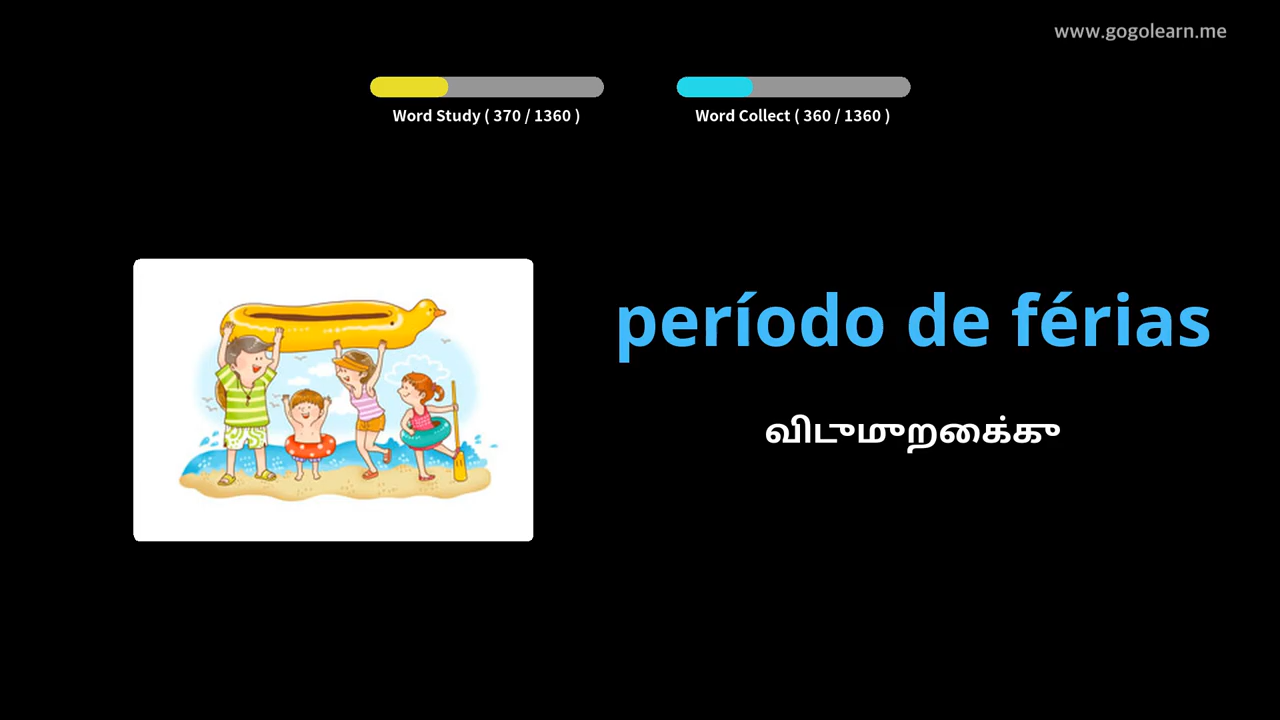 www.gogolearn.me
Word Study ( 370 / 1360 )
Word Collect ( 360 / 1360 )
período de férias
விடுமுறைக்கு